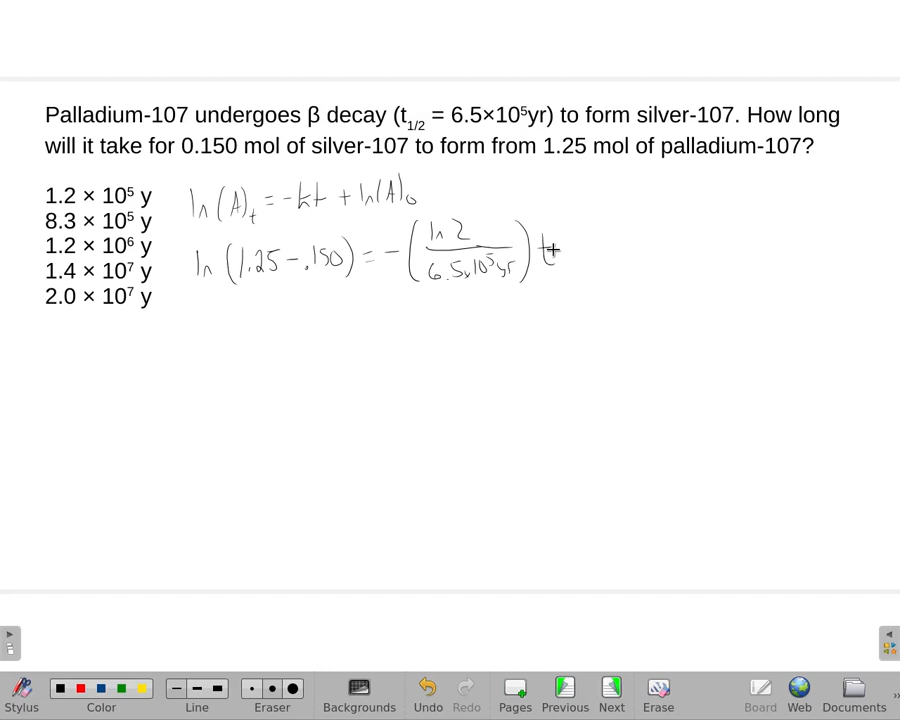 Palladium-107 undergoes β decay (t1/2 = 6.5×10⁵yr) to form silver-107. How long
will it take for 0.150 mol of silver-107 to form from 1.25 mol of palladium-107?
1.2 × 10⁵ y
8.3 × 10⁵ y
1.2 × 10⁶ y
1.4 × 10⁷ y
2.0 × 10⁷ y
ln(A)t = -kt + ln(A)0
ln(1.25-.150) = -(ln 2/6.5x10⁵yr)t
Stylus Color Line Eraser Backgrounds Undo Redo Pages Previous Next Erase Board Web Documents